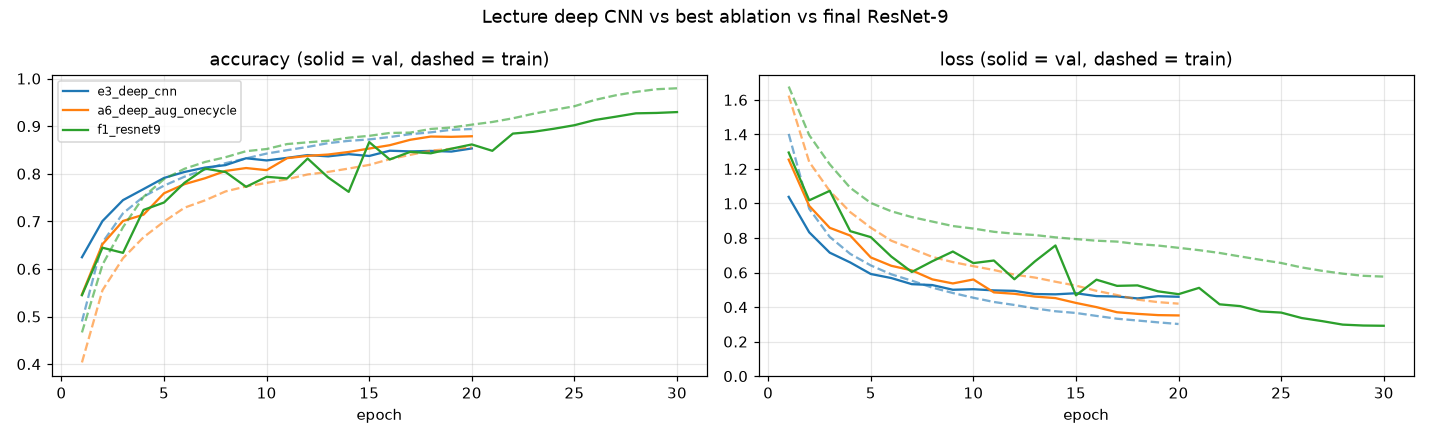 Lecture deep CNN vs best ablation vs final ResNet-9
accuracy (solid = val, dashed = train)
1.0
0.9
0.8
0.7
0.6
0.5
0.4
e3_deep_cnn
a6_deep_aug_onecycle
f1_resnet9
0 5 10 15 20 25 30
epoch
loss (solid = val, dashed = train)
1.6
1.4
1.2
1.0
0.8
0.6
0.4
0.2
0.0
0 5 10 15 20 25 30
epoch